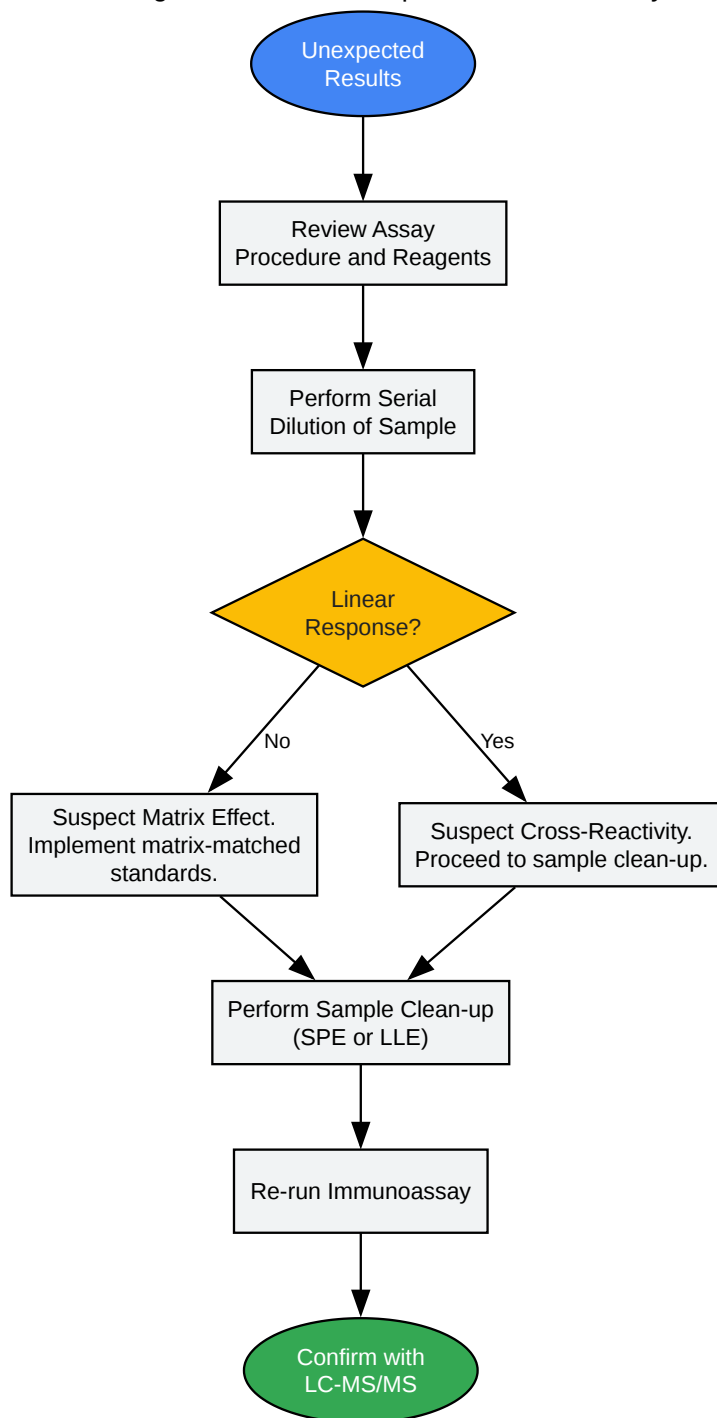 Unexpected
Results
Review Assay
Procedure and Reagents
Perform Serial
Dilution of Sample
Linear
Response?
No
Yes
Suspect Matrix Effect.
Implement matrix-matched
standards.
Suspect Cross-Reactivity.
Proceed to sample clean-up.
Perform Sample Clean-up
(SPE or LLE)
Re-run Immunoassay
Confirm with
LC-MS/MS